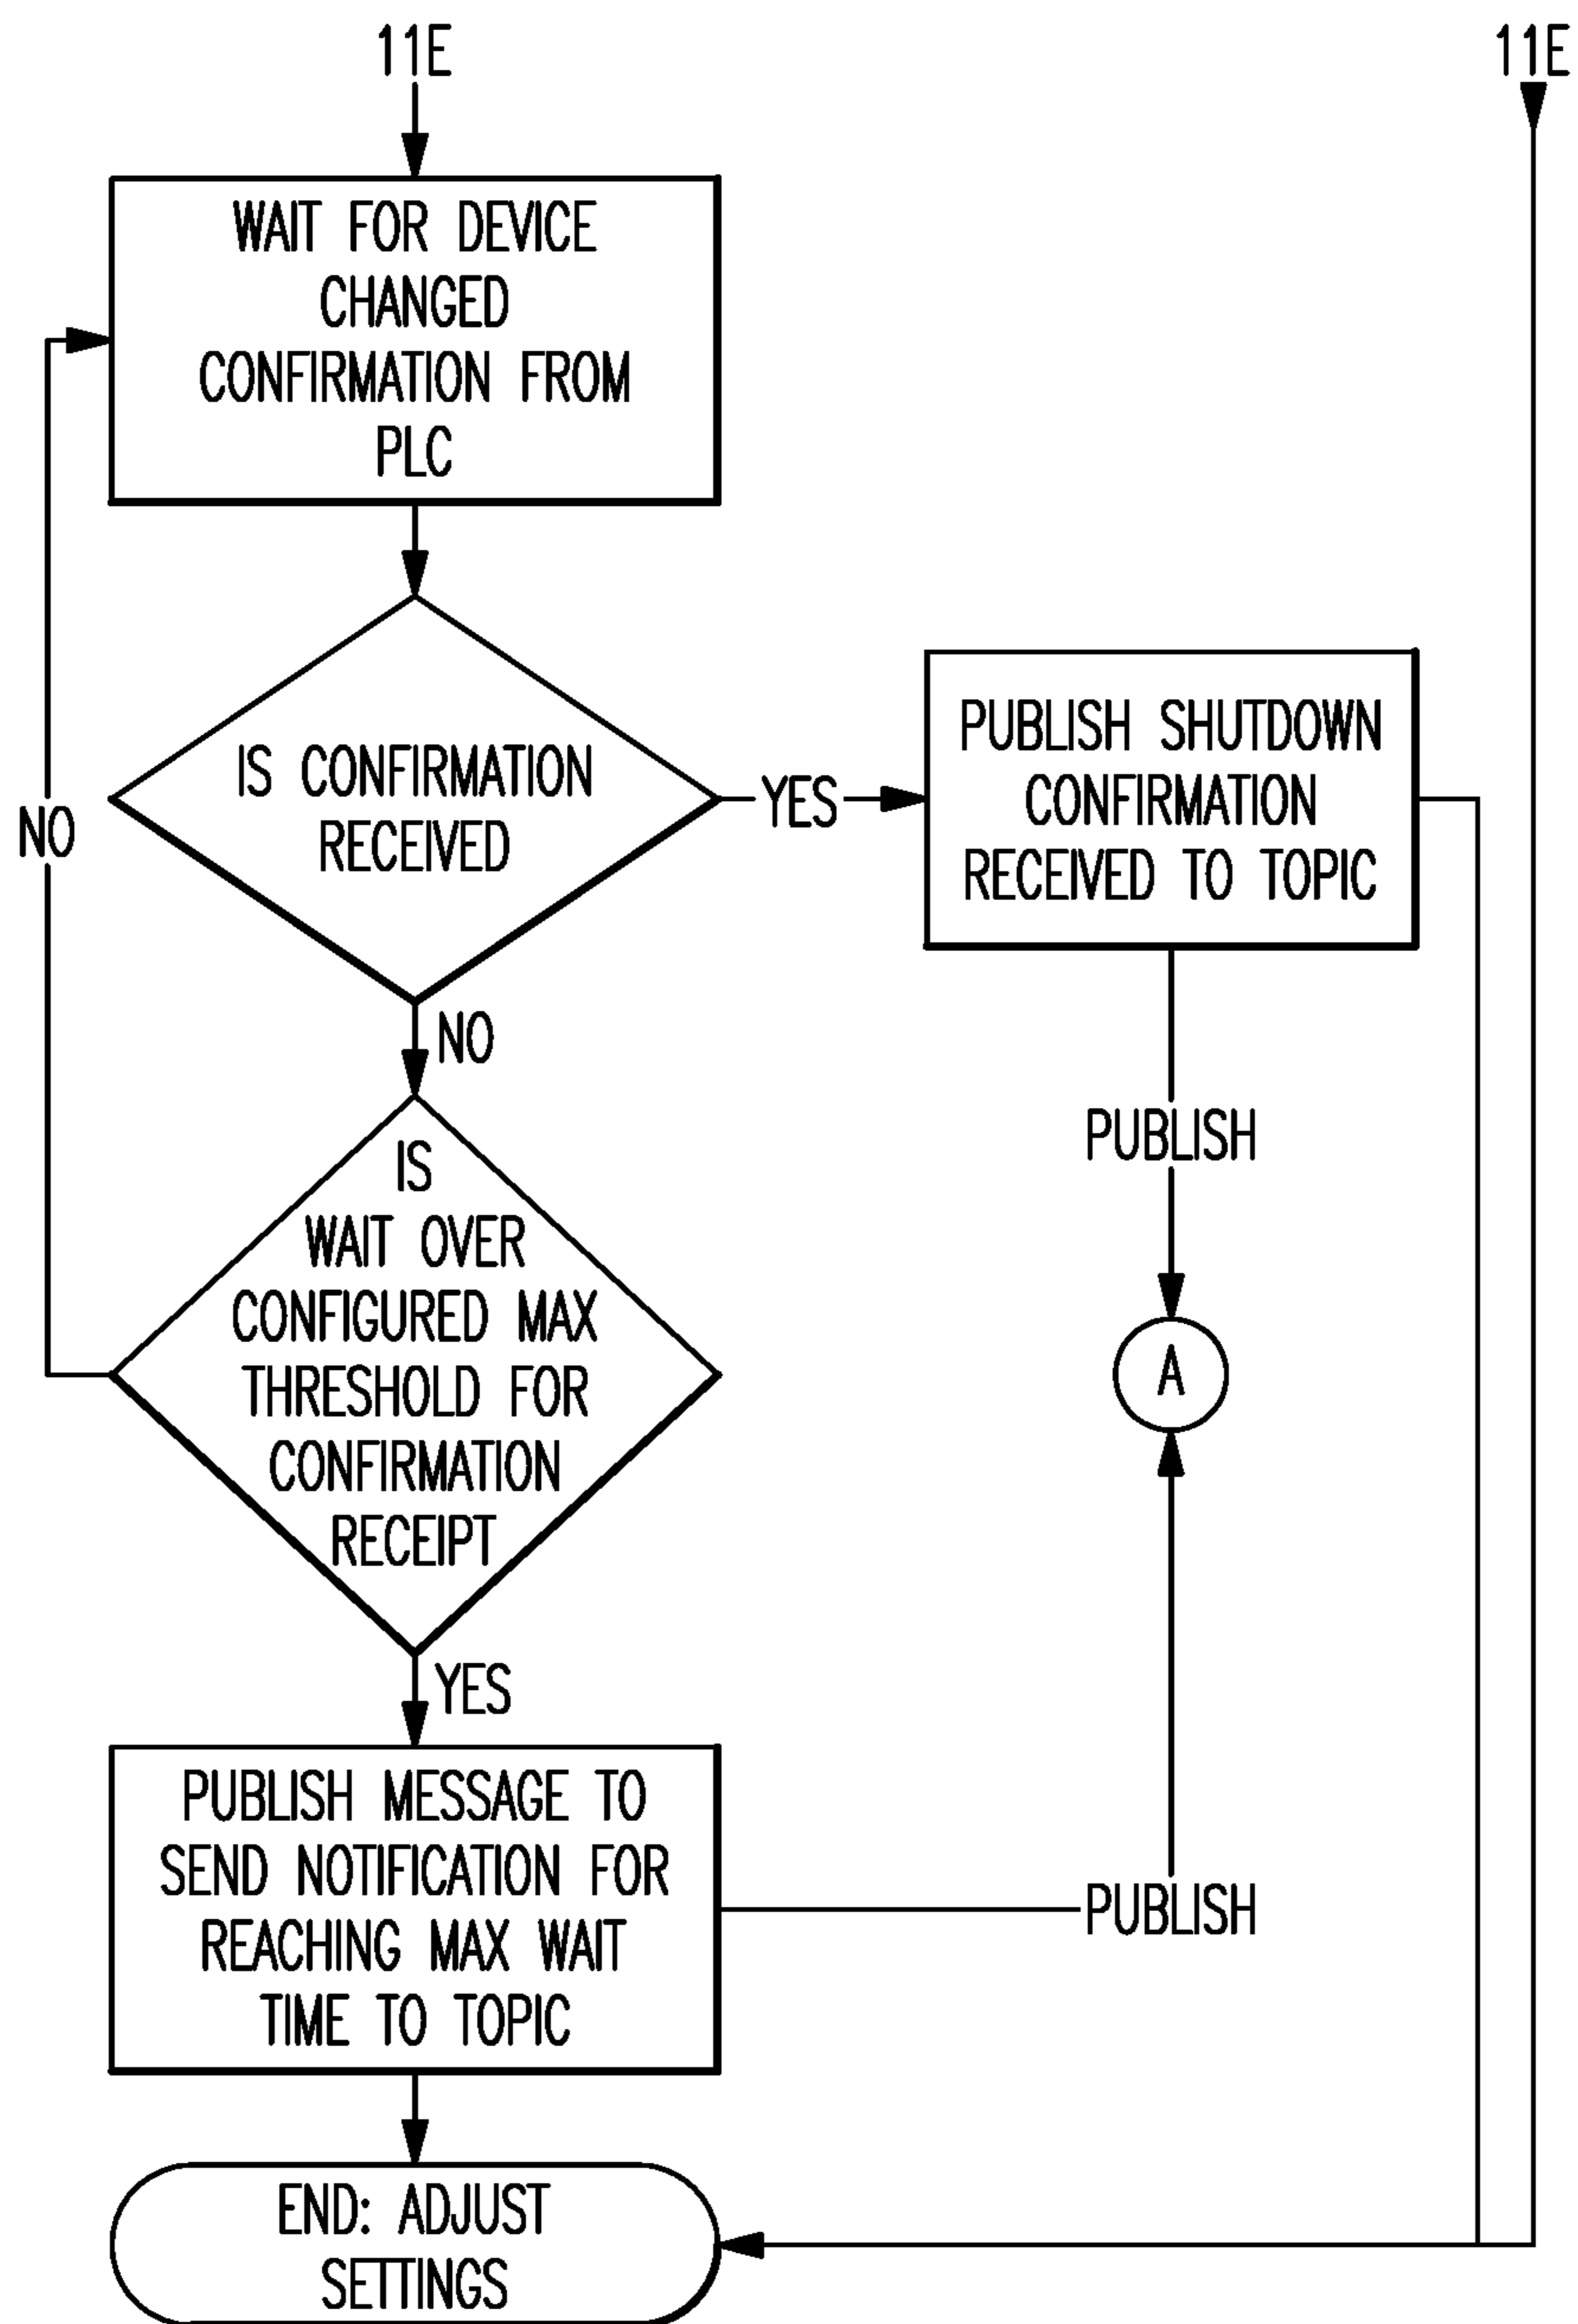 11E
11E
WAIT FOR DEVICE
CHANGED
CONFIRMATION FROM
PLC
IS CONFIRMATION
RECEIVED
YES
PUBLISH SHUTDOWN
CONFIRMATION
RECEIVED TO TOPIC
NO
NO
PUBLISH
IS
WAIT OVER
CONFIGURED MAX
THRESHOLD FOR
CONFIRMATION
RECEIPT
A
YES
PUBLISH MESSAGE TO
SEND NOTIFICATION FOR
REACHING MAX WAIT
TIME TO TOPIC
PUBLISH
END: ADJUST
SETTINGS